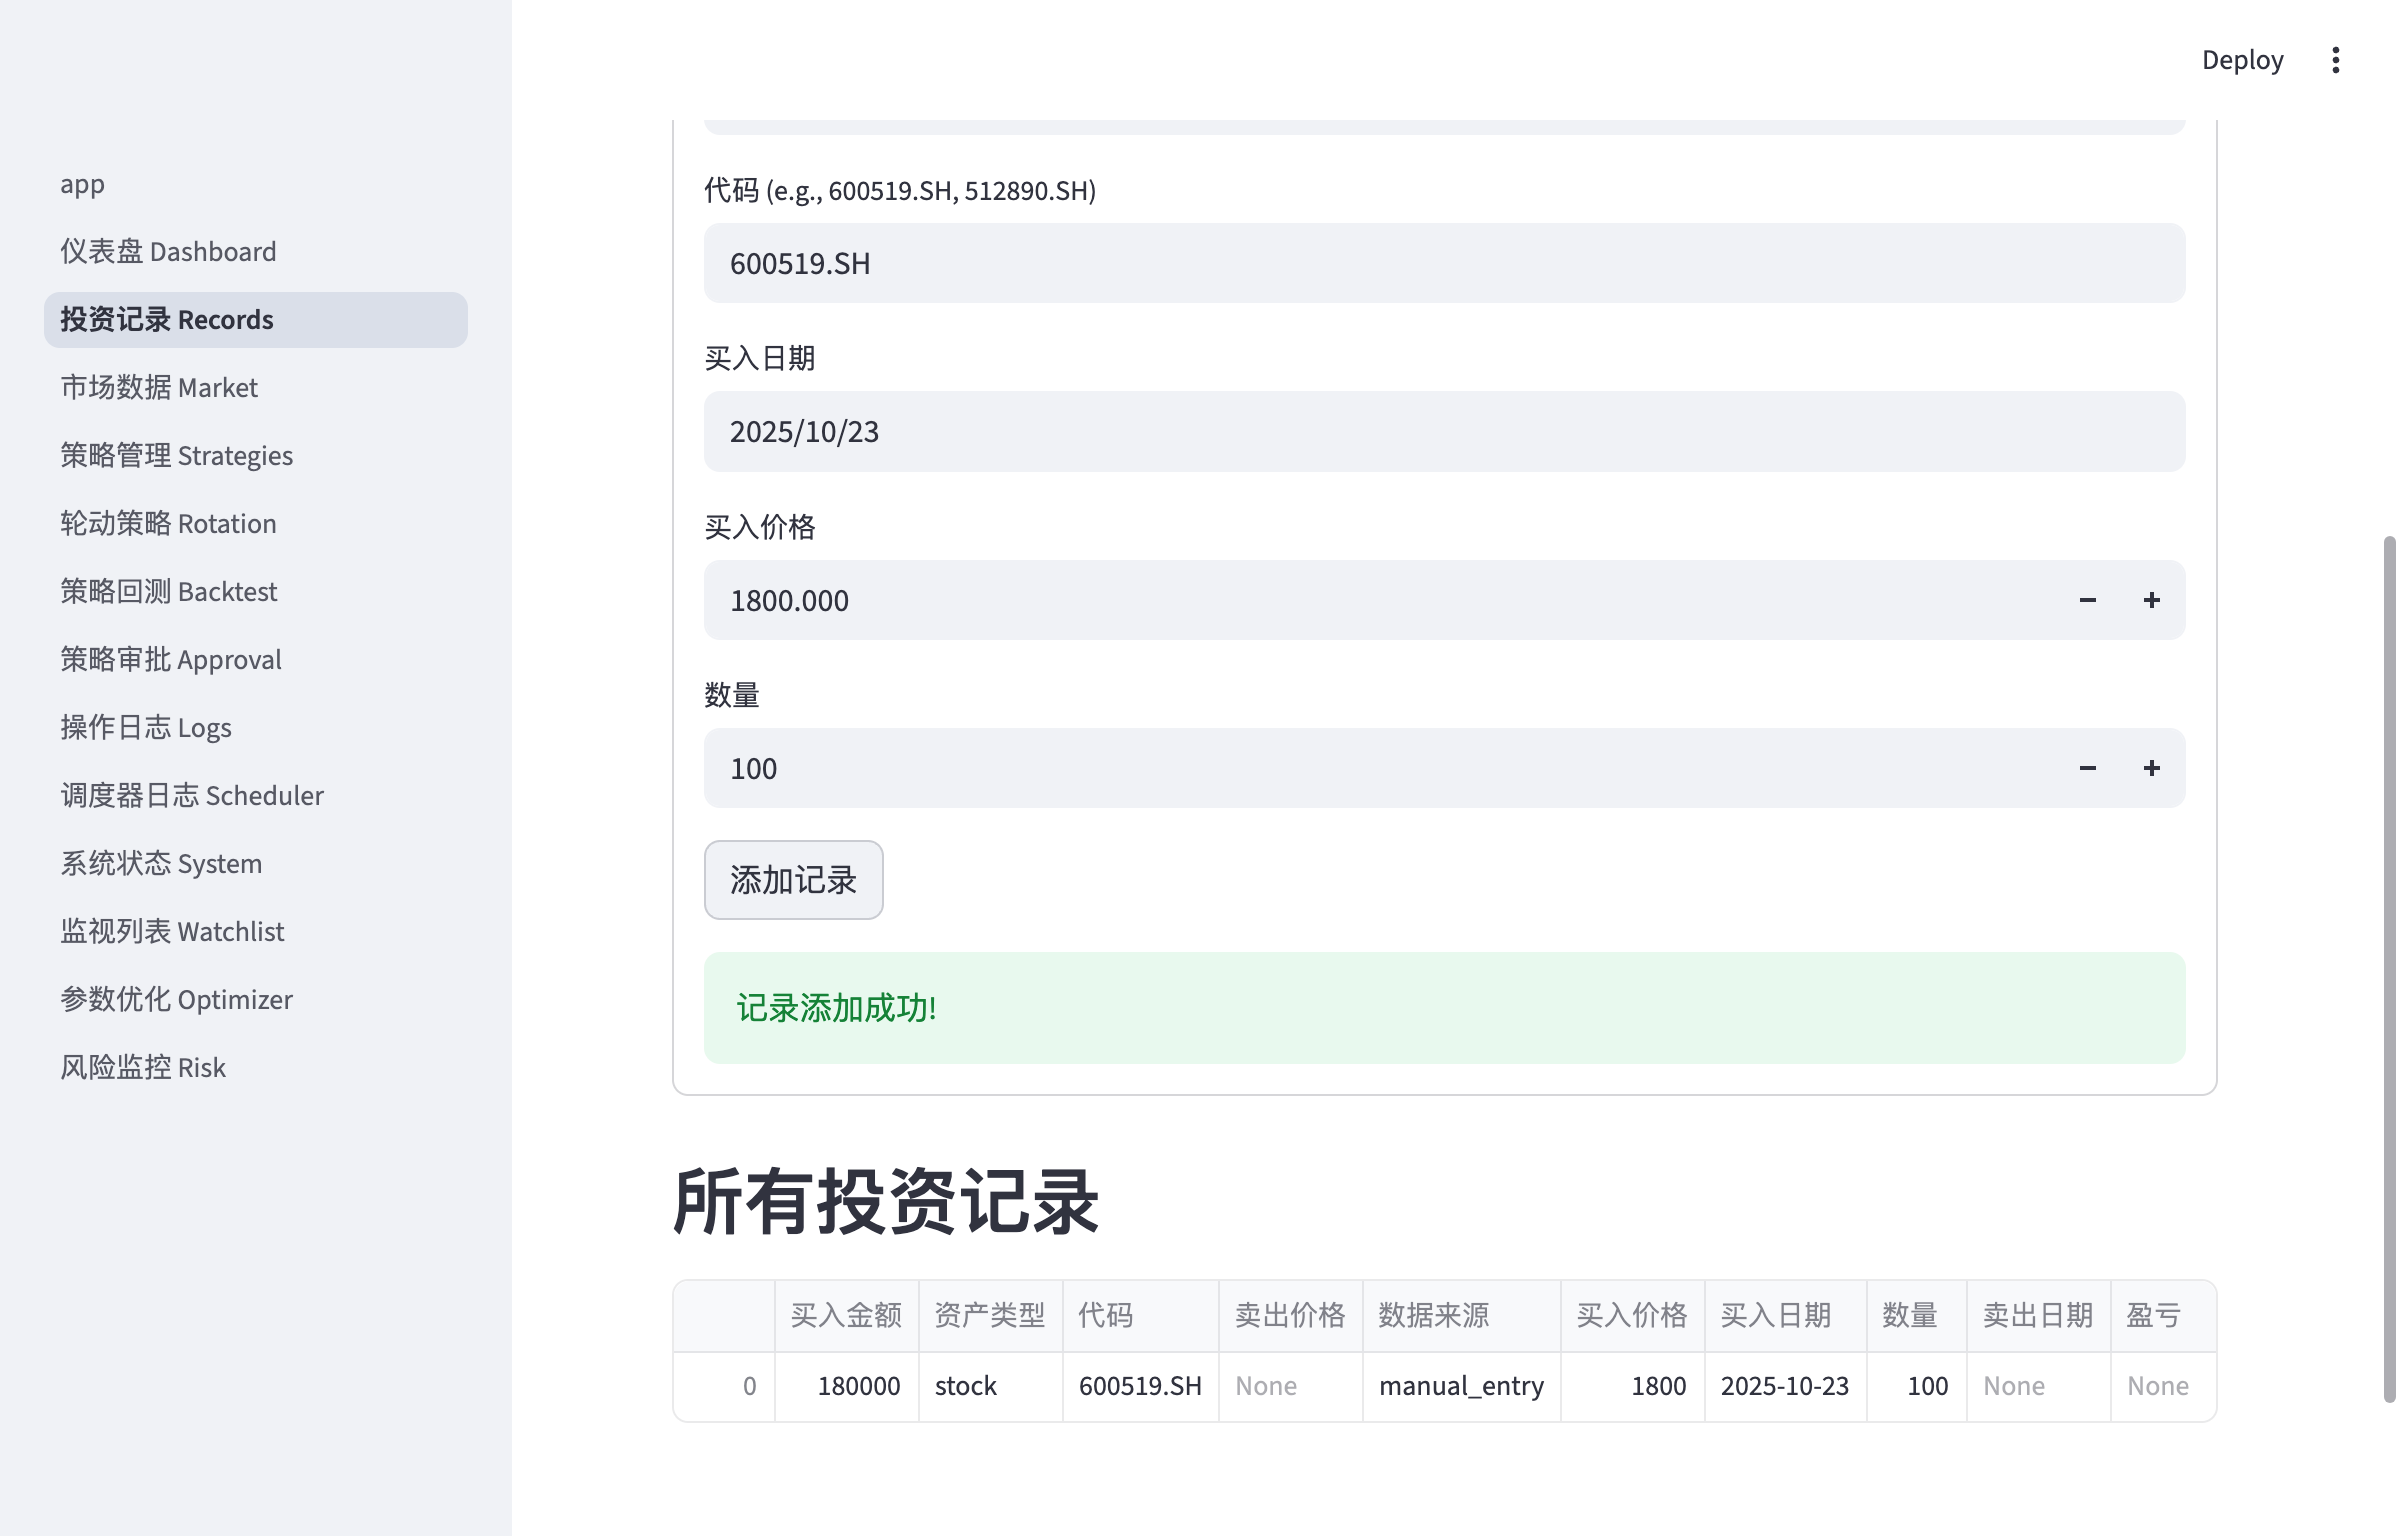 Deploy
app
仪表盘 Dashboard
投资记录 Records
市场数据 Market
策略管理 Strategies
轮动策略 Rotation
策略回测 Backtest
策略审批 Approval
操作日志 Logs
调度器日志 Scheduler
系统状态 System
监视列表 Watchlist
参数优化 Optimizer
风险监控 Risk
代码 (e.g., 600519.SH, 512890.SH)
600519.SH
买入日期
2025/10/23
买入价格
1800.000
数量
100
添加记录
记录添加成功!
所有投资记录
买入金额 资产类型 代码 卖出价格 数据来源 买入价格 买入日期 数量 卖出日期 盈亏
0 180000 stock 600519.SH None manual_entry 1800 2025-10-23 100 None None